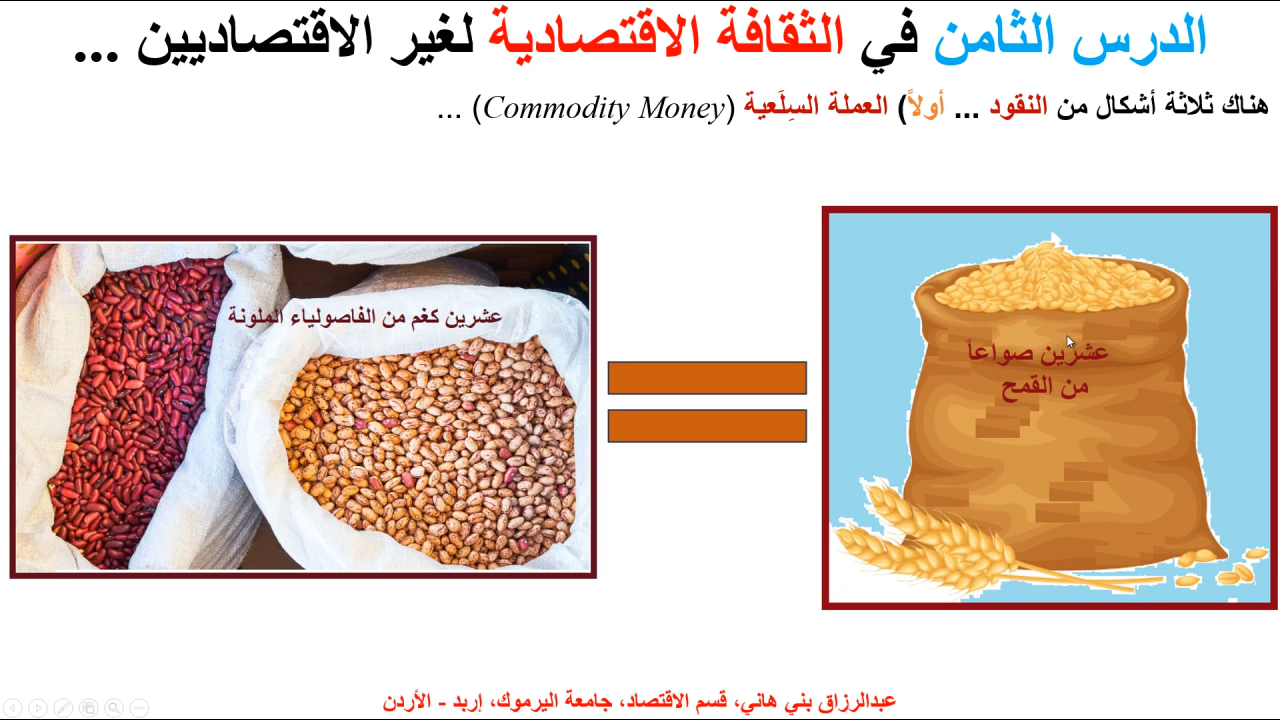 الدرس الثامن في الثقافة الاقتصادية لغير الاقتصاديين ...
هناك ثلاثة أشكال من النقود ... أولاً) العملة السِلَعية (Commodity Money) ...
عشرين صواعاً
من القمح
عشرين كغم من الفاصولياء الملونة
عبدالرزاق بني هاني، قسم الاقتصاد، جامعة اليرموك، إربد - الأردن